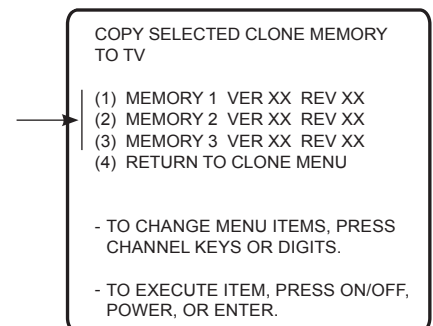 COPY SELECTED CLONE MEMORY
TO TV
(1) MEMORY 1 VER XX REV XX
(2) MEMORY 2 VER XX REV XX
(3) MEMORY 3 VER XX REV XX
(4) RETURN TO CLONE MENU
- TO CHANGE MENU ITEMS, PRESS
CHANNEL KEYS OR DIGITS.
- TO EXECUTE ITEM, PRESS ON/OFF,
POWER, OR ENTER.